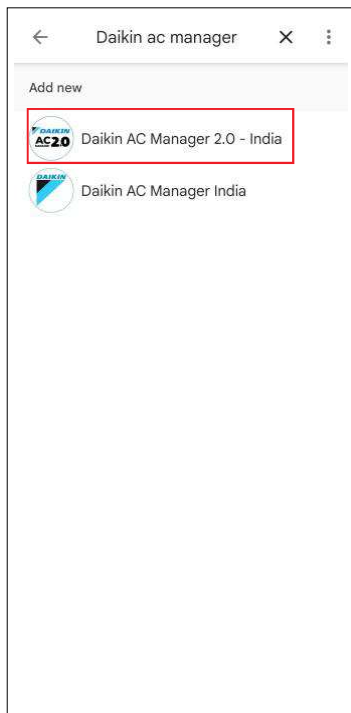 Daikin ac manager
Add new
DAIKIN
AC2.0
Daikin AC Manager 2.0 - India
DAIKIN
Daikin AC Manager India